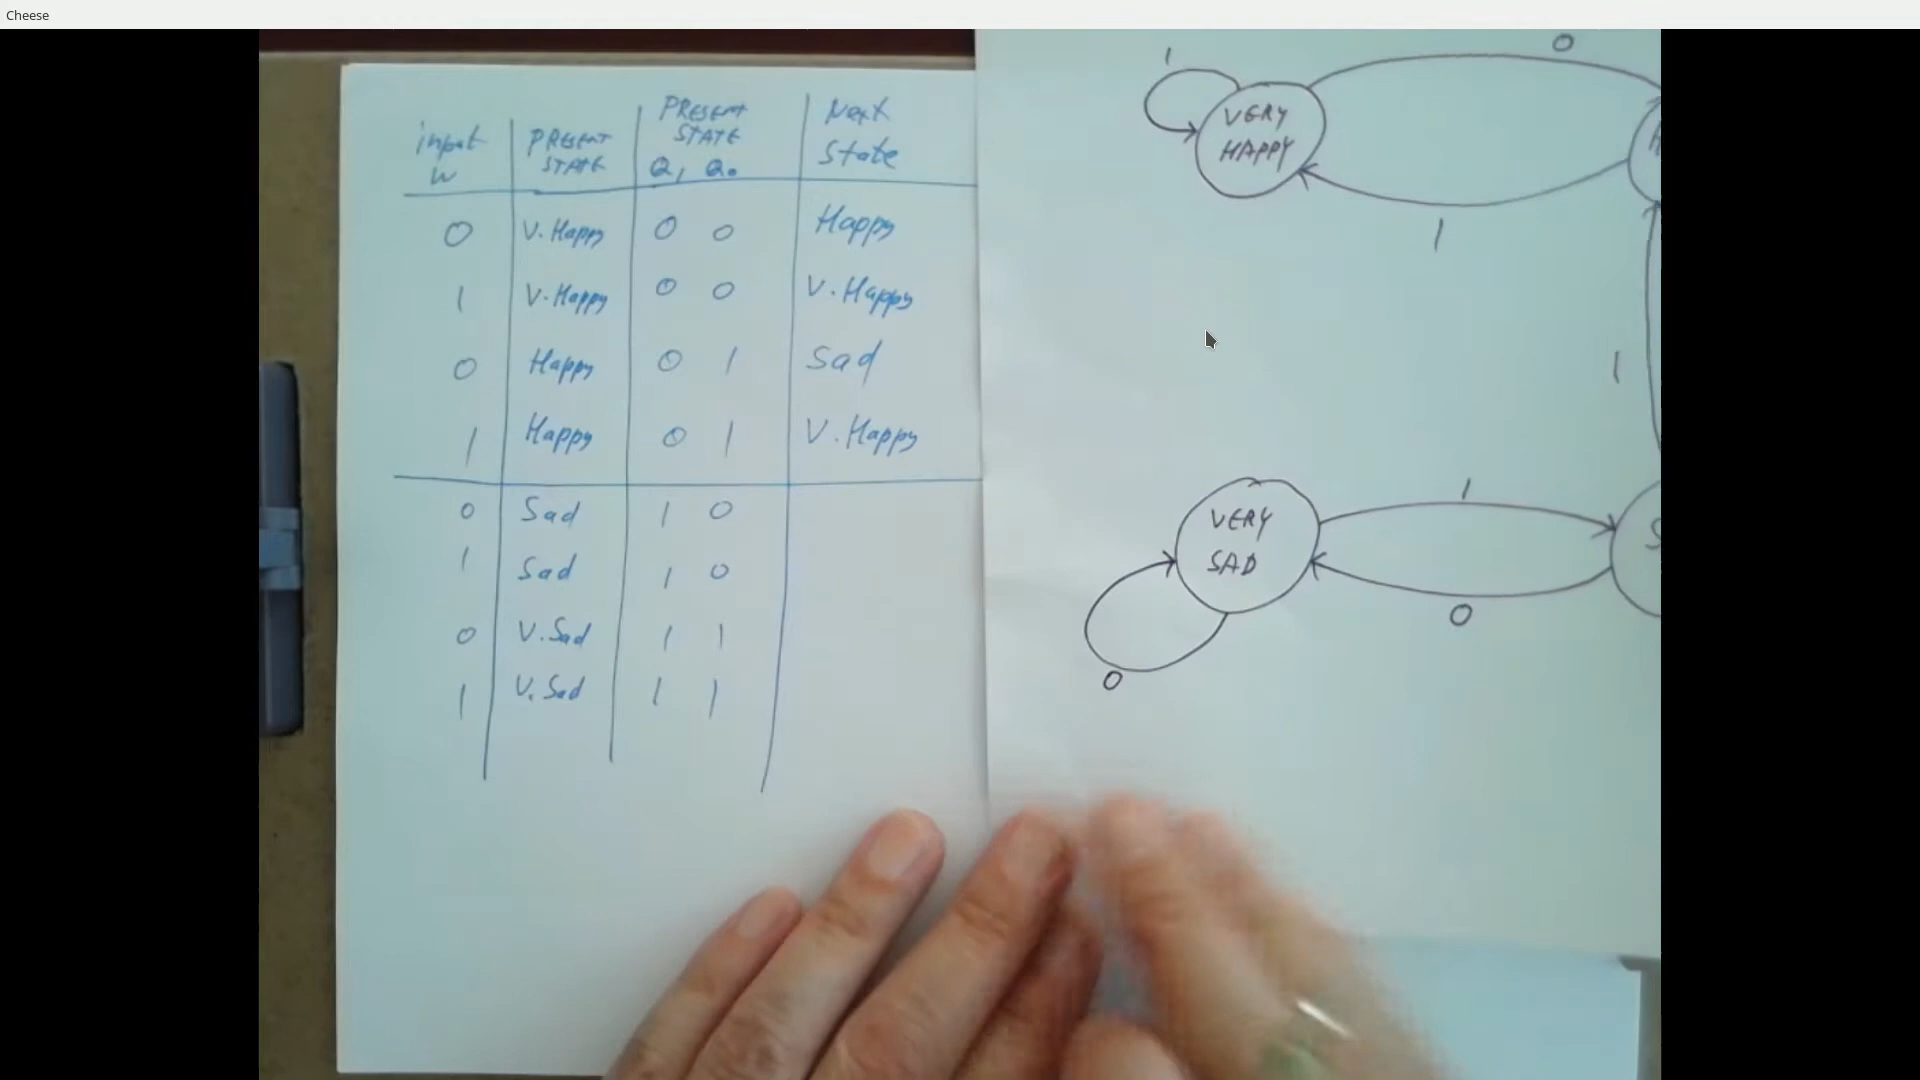 Cheese
input w | PRESENT STATE | PRESENT STATE Q1 Q0 | Next State
0 V.Happy 0 0 Happy
1 V.Happy 0 0 V.Happy
0 Happy 0 1 Sad
1 Happy 0 1 V.Happy
0 Sad 1 0
1 Sad 1 0
0 V.Sad 1 1
1 V.Sad 1 1
0
1
VERY
HAPPY
1
1
VERY
SAD
1
0
0